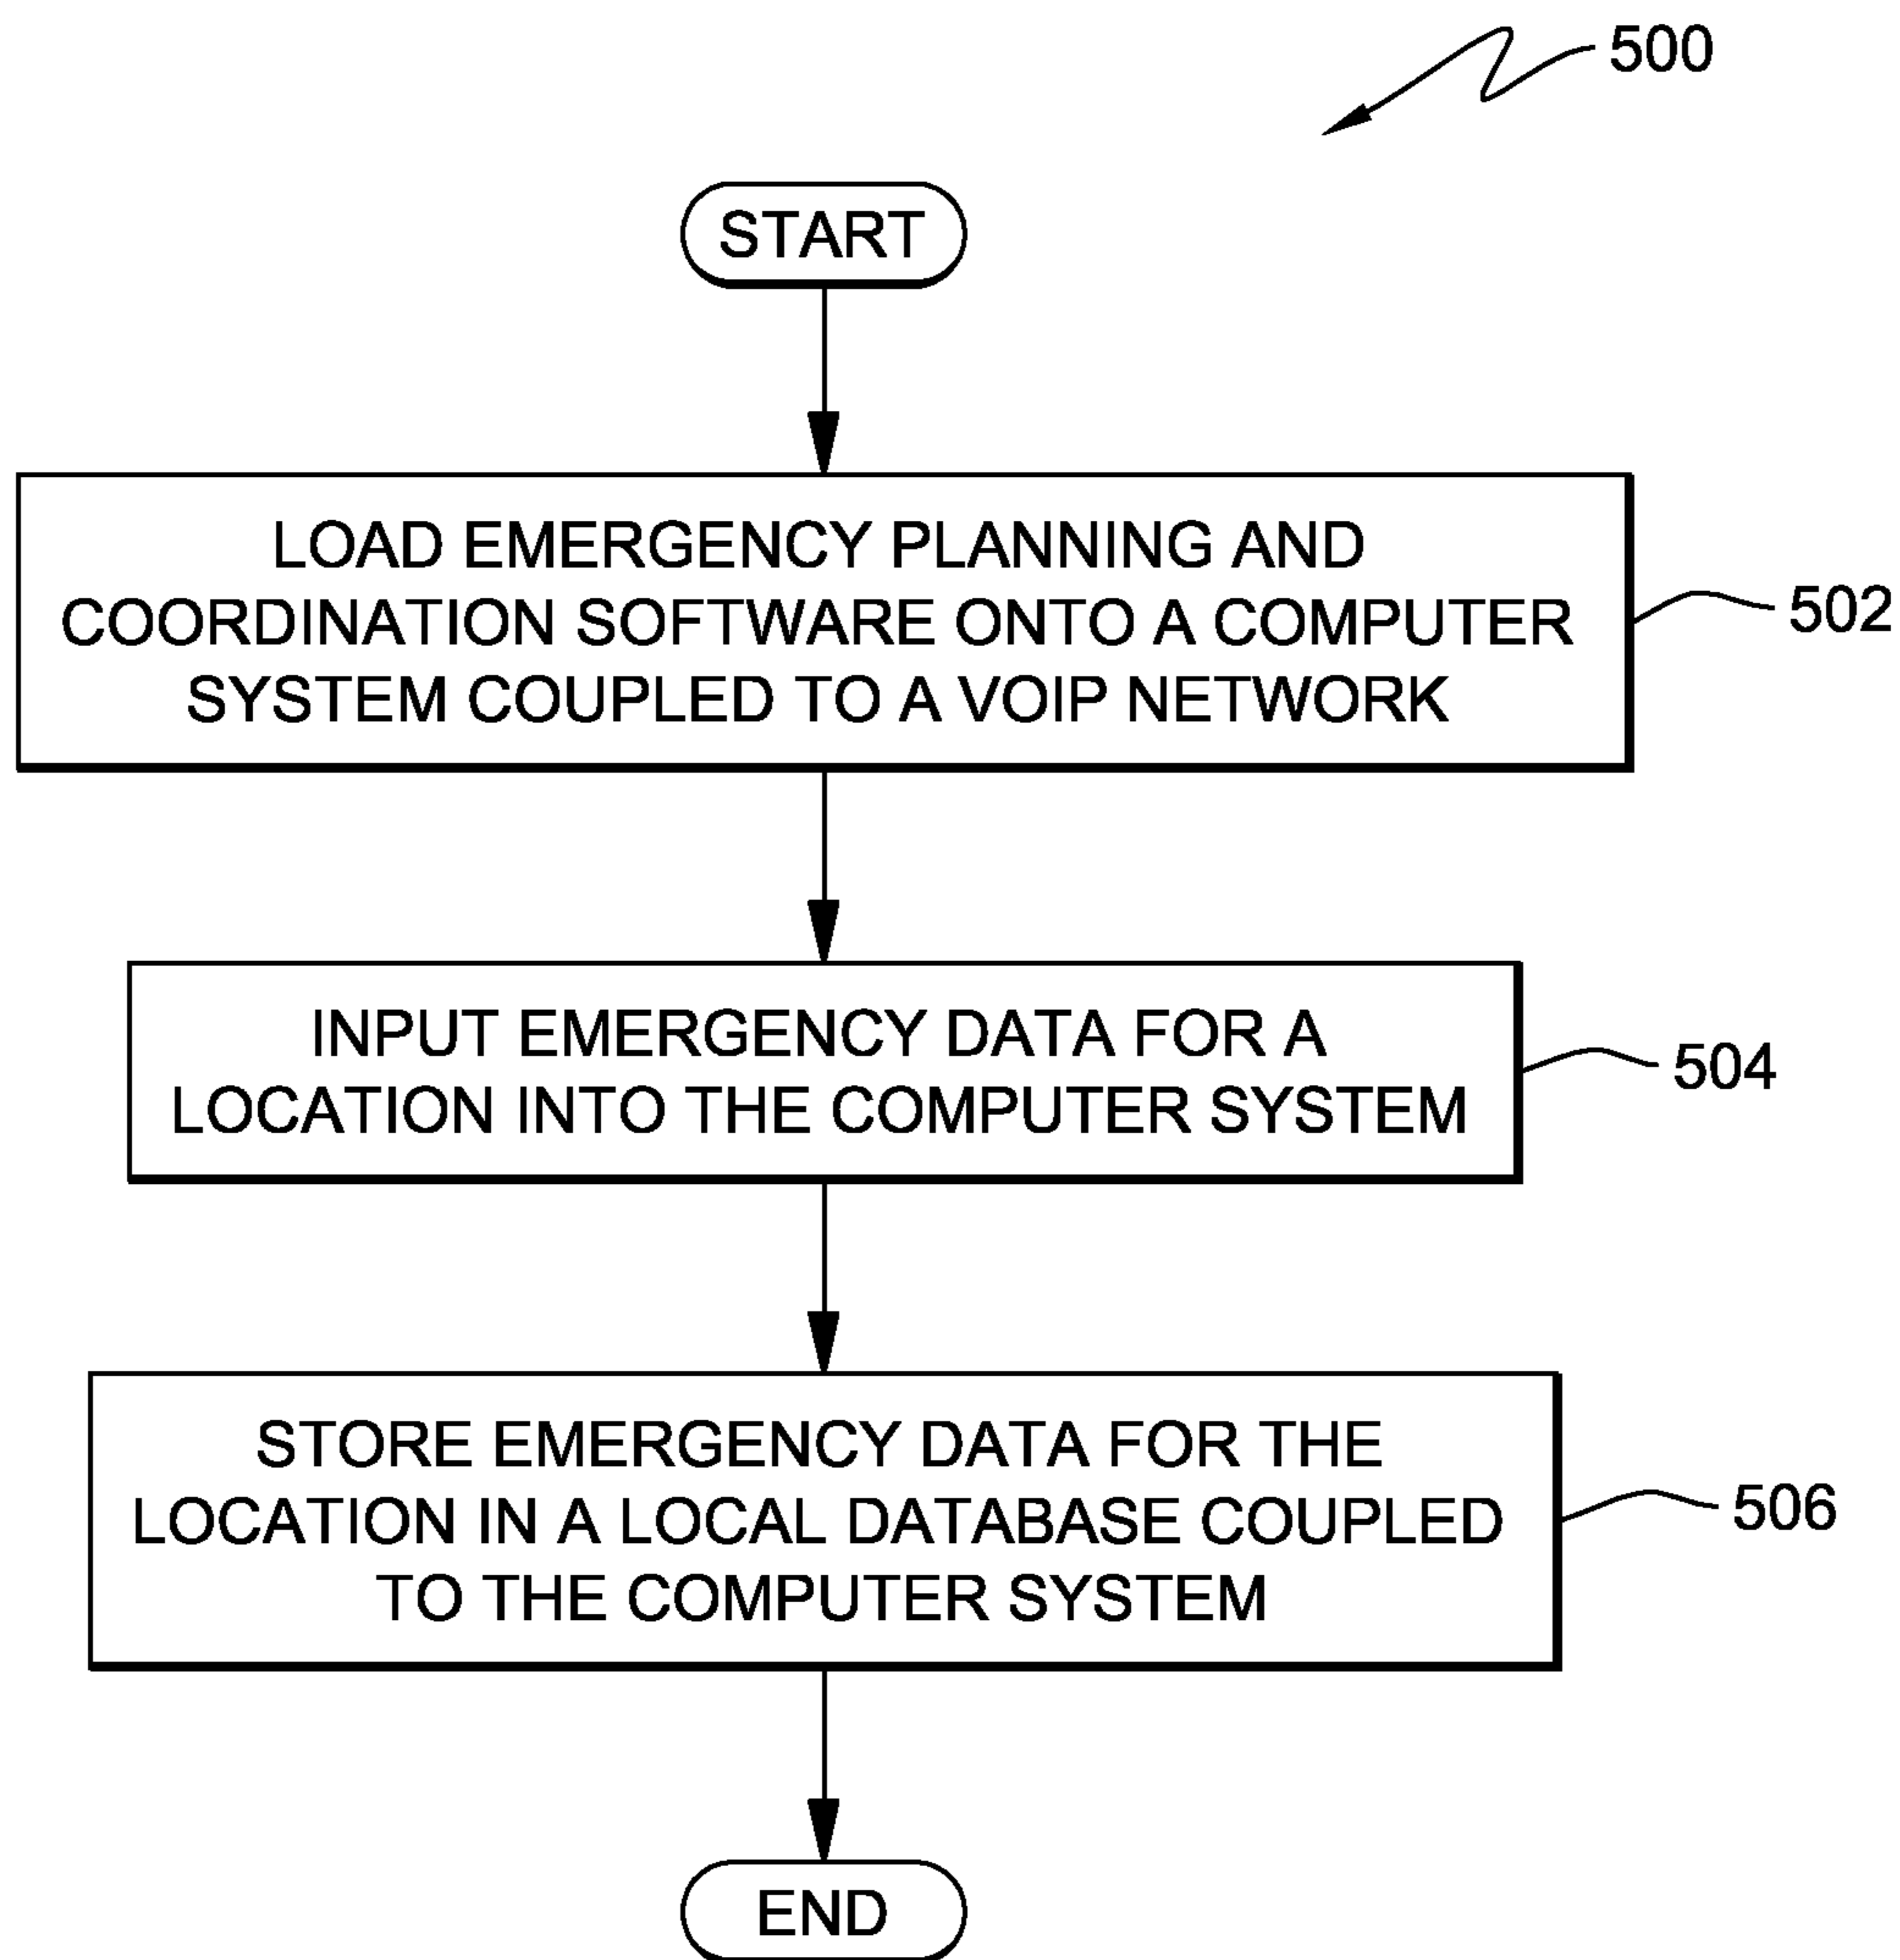 500
START
LOAD EMERGENCY PLANNING AND
COORDINATION SOFTWARE ONTO A COMPUTER
SYSTEM COUPLED TO A VOIP NETWORK
502
INPUT EMERGENCY DATA FOR A
LOCATION INTO THE COMPUTER SYSTEM
504
STORE EMERGENCY DATA FOR THE
LOCATION IN A LOCAL DATABASE COUPLED
TO THE COMPUTER SYSTEM
506
END